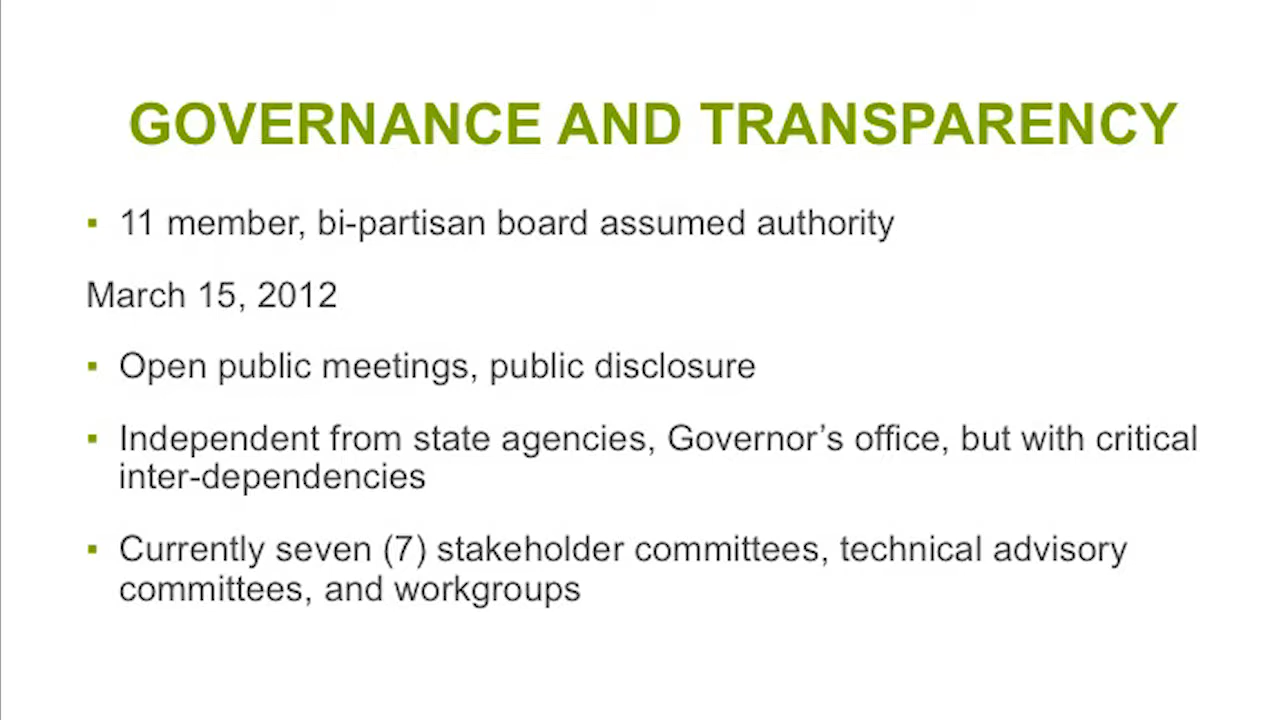 GOVERNANCE AND TRANSPARENCY
▪ 11 member, bi-partisan board assumed authority
March 15, 2012
▪ Open public meetings, public disclosure
▪ Independent from state agencies, Governor’s office, but with critical
inter-dependencies
▪ Currently seven (7) stakeholder committees, technical advisory
committees, and workgroups